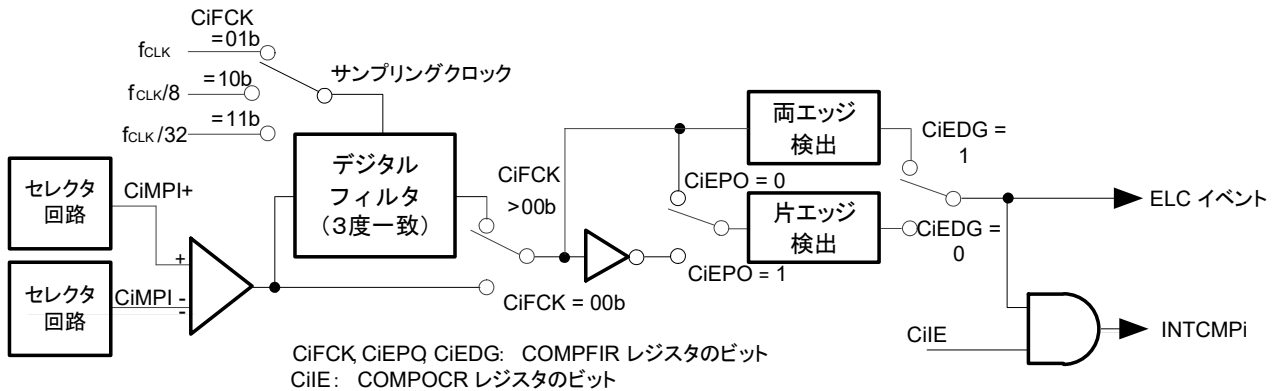 CiFCK
=01b
fCLK
サンプリングクロック
=10b
fCLK/8
=11b
fCLK/32
両エッジ
検出
CiEDG =
1
デジタル
フィルタ
（3度一致）
セレクタ
回路
CiMPI+
CiFCK
>00b
CiEPO = 0
片エッジ
検出
ELC イベント
CiEDG =
0
+
セレクタ
回路
CiMPI -
-
CiEPO = 1
CiFCK = 00b
CiIE
INTCMPi
CiFCK, CiEPO, CiEDG: COMPFIR レジスタのビット
CiIE: COMPOCR レジスタのビット